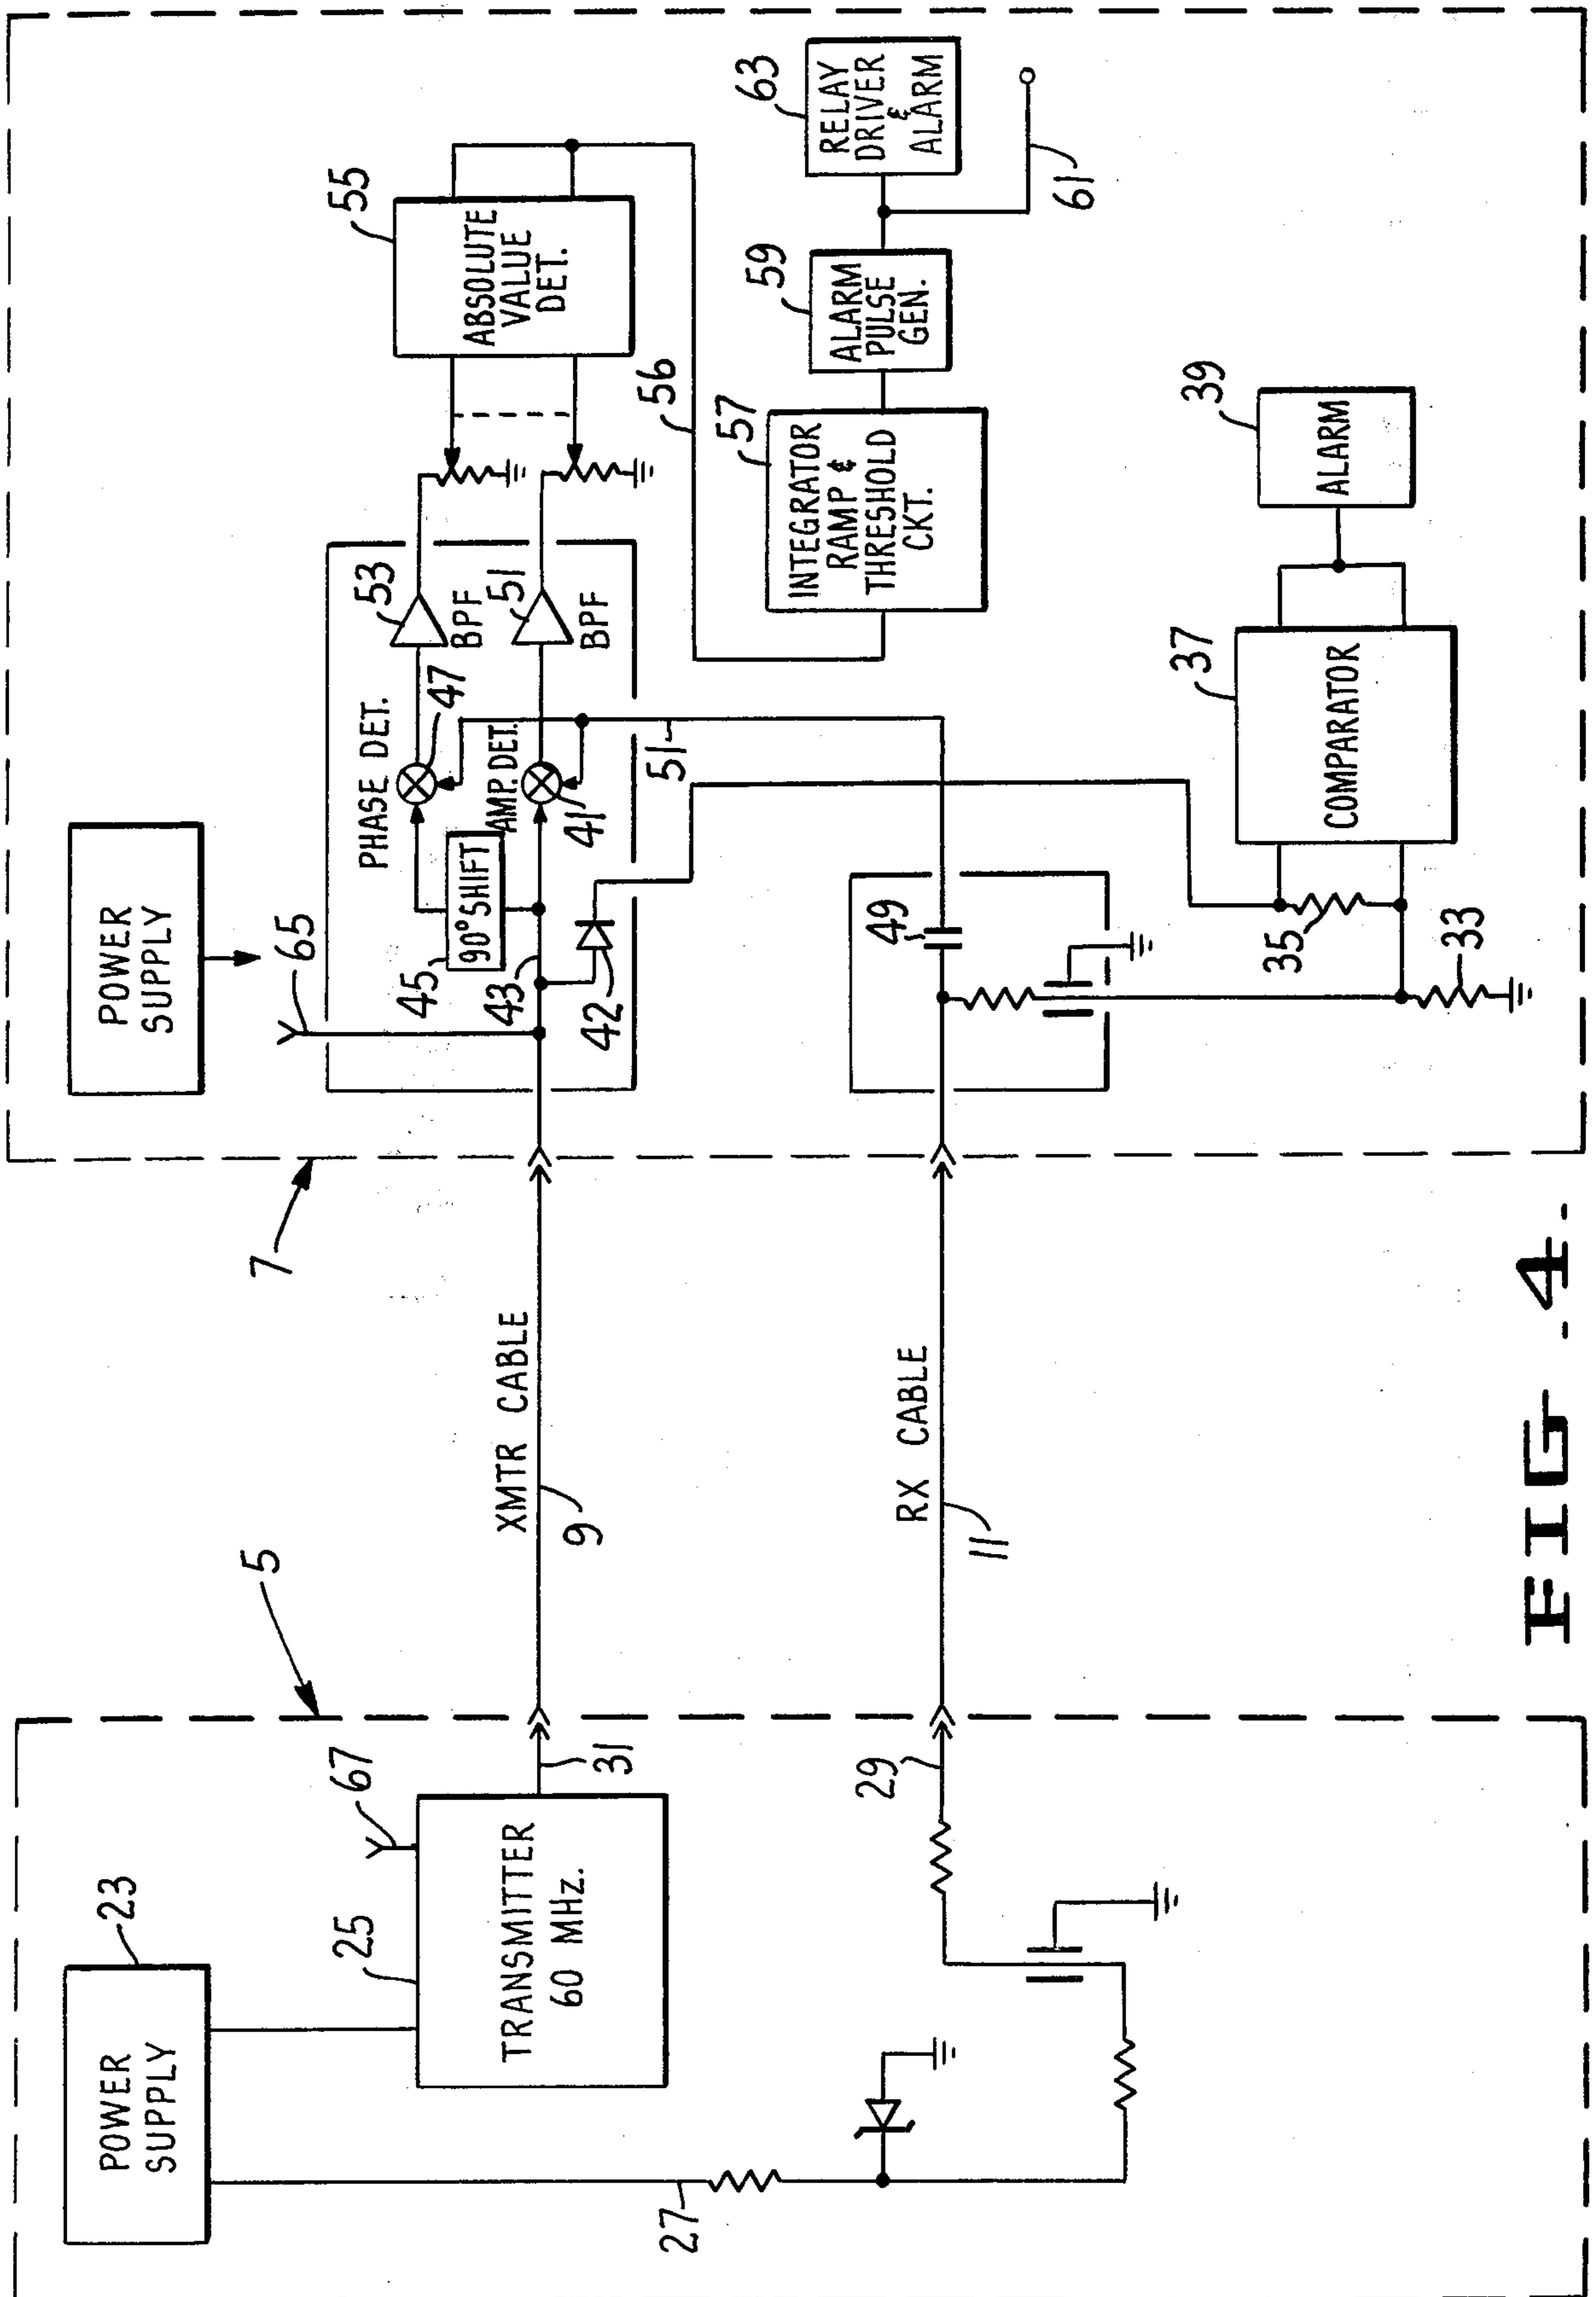 POWER
SUPPLY
23
25
67
TRANSMITTER
60 MHz.
31
27
29
5
XMTR CABLE
9
RX CABLE
11
7
POWER
SUPPLY
65
45
90° SHIFT
43
42
PHASE DET.
47
AMP. DET.
41
53
BPF
51
BPF
51
55
ABSOLUTE
VALUE
DET.
56
57
INTEGRATOR
RAMP &
THRESHOLD
CKT.
59
ALARM
PULSE
GEN.
63
RELAY
DRIVER
&
ALARM
61
49
35
33
37
COMPARATOR
39
ALARM
FIG. 4.